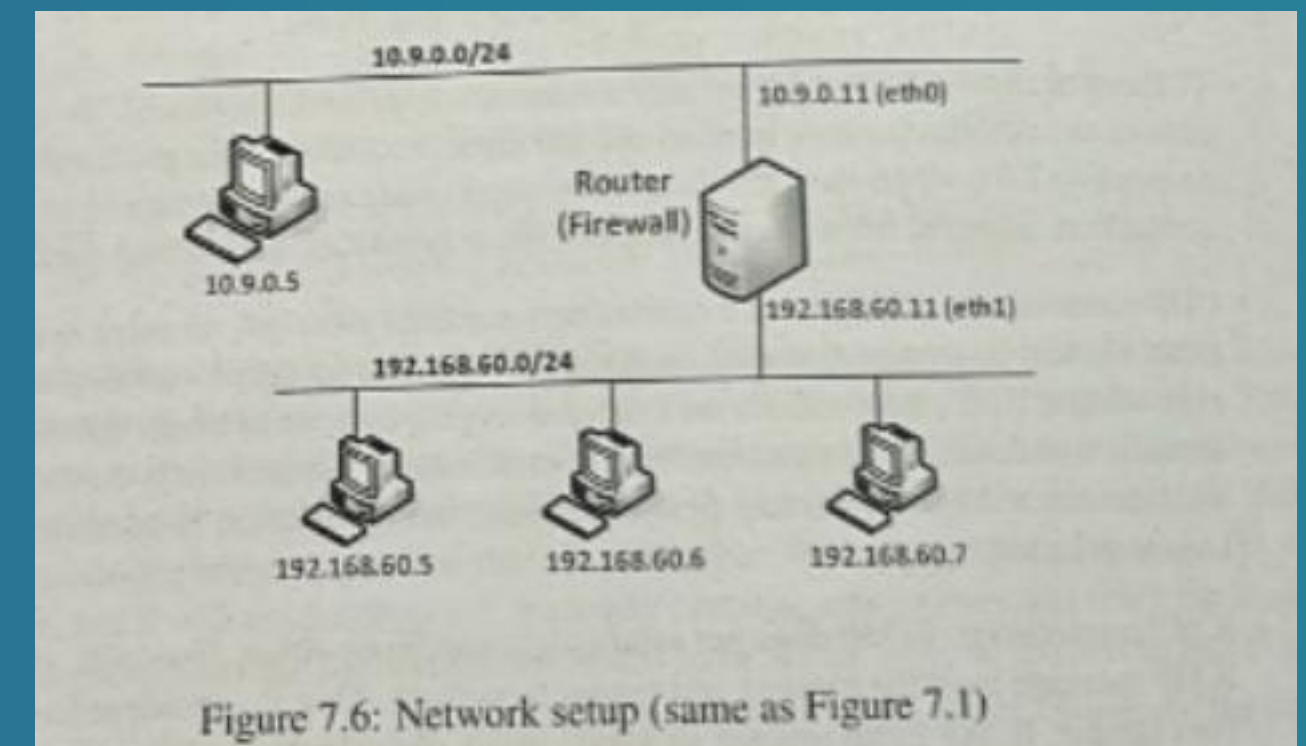 10.9.0.0/24
10.9.0.11 (eth0)
Router
(Firewall)
10.9.0.5
192.168.60.11 (eth1)
192.168.60.0/24
192.168.60.5
192.168.60.6
192.168.60.7
Figure 7.6: Network setup (same as Figure 7.1)